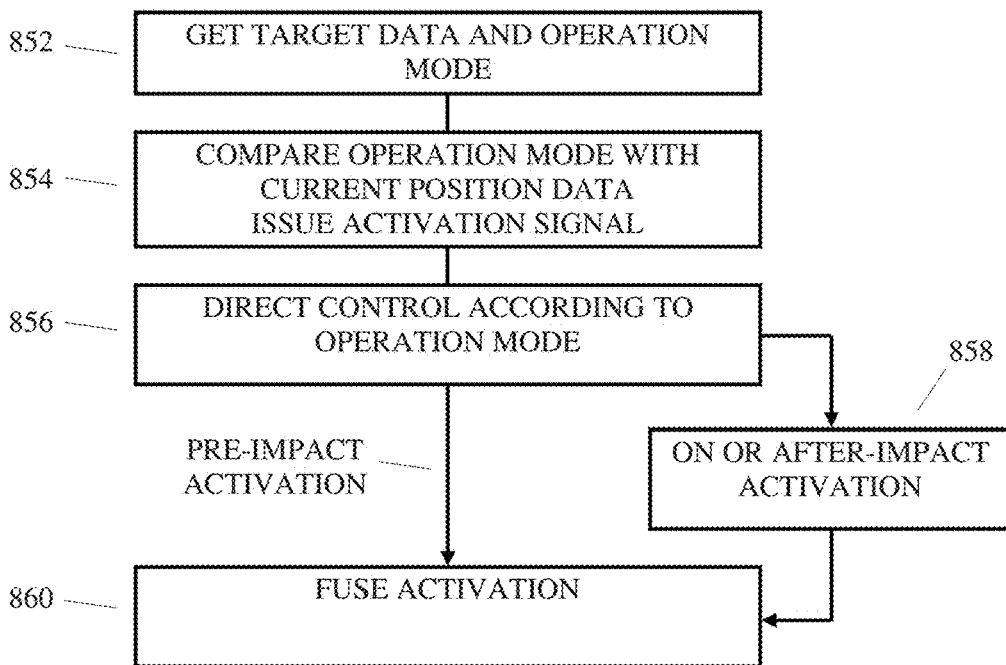 852
GET TARGET DATA AND OPERATION
MODE
854
COMPARE OPERATION MODE WITH
CURRENT POSITION DATA
ISSUE ACTIVATION SIGNAL
856
DIRECT CONTROL ACCORDING TO
OPERATION MODE
858
PRE-IMPACT
ACTIVATION
ON OR AFTER-IMPACT
ACTIVATION
860
FUSE ACTIVATION